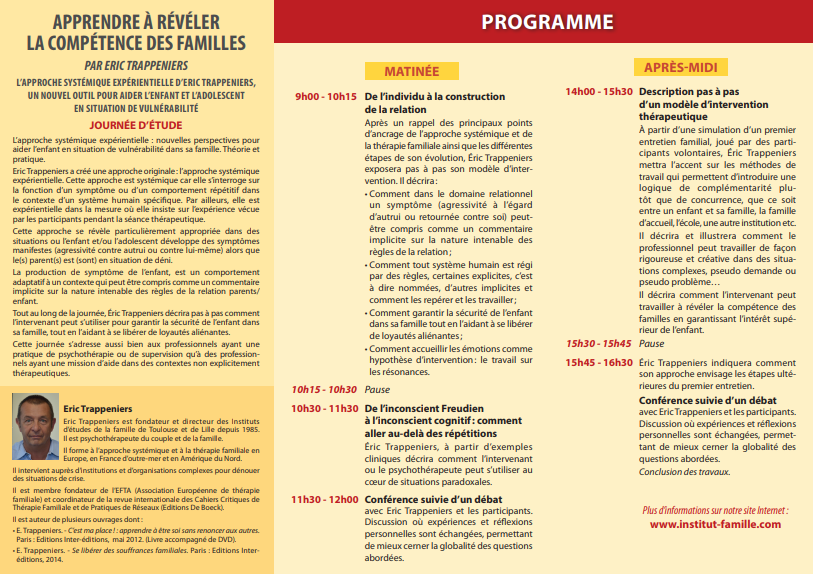 APPRENDRE À RÉVÉLER
LA COMPÉTENCE DES FAMILLES
PAR ERIC TRAPPENIERS
L'APPROCHE SYSTÉMIQUE EXPÉRIENTIELLE D'ERIC TRAPPENIERS,
UN NOUVEL OUTIL POUR AIDER L'ENFANT ET L'ADOLESCENT
EN SITUATION DE VULNÉRABILITÉ
JOURNÉE D'ÉTUDE
L'approche systémique expérientielle : nouvelles perspectives pour
aider l'enfant en situation de vulnérabilité dans sa famille. Théorie et
pratique.
Eric Trappeniers a créé une approche originale : l'approche systémique
expérientielle. Cette approche est systémique car elle s'interroge sur
la fonction d'un symptôme ou d'un comportement répétitif dans
le contexte d'un système humain spécifique. Par ailleurs, elle est
expérientielle dans la mesure où elle insiste sur l'expérience vécue
par les participants pendant la séance thérapeutique.
Cette approche se révèle particulièrement appropriée dans des
situations ou l'enfant et/ou l'adolescent développe des symptômes
manifestes (agressivité contre autrui ou contre lui-même) alors que
le(s) parent(s) est (sont) en situation de déni.
La production de symptôme de l'enfant, est un comportement
adaptatif à un contexte qui peut être compris comme un commentaire
implicite sur la nature intenable des règles de la relation parents/
enfant.
Tout au long de la journée, Éric Trappeniers décrira pas à pas comment
l'intervenant peut s'utiliser pour garantir la sécurité de l'enfant dans
sa famille, tout en l'aidant à se libérer de loyautés aliénantes.
Cette journée s'adresse aussi bien aux professionnels ayant une
pratique de psychothérapie ou de supervision qu'à des profession-
nels ayant une mission d'aide dans des contextes non explicitement
thérapeutiques.
Eric Trappeniers
Eric Trappeniers est fondateur et directeur des Instituts
d'études de la famille de Toulouse et de Lille depuis 1985.
Il est psychothérapeute du couple et de la famille.
Il forme à l'approche systémique et à la thérapie familiale en
Europe, en France d'outre-mer et en Amérique du Nord.
Il intervient auprès d'institutions et d'organisations complexes pour dénouer
des situations de crise.
Il est membre fondateur de l'EFTA (Association Européenne de thérapie
familiale) et coordinateur de la revue internationale des Cahiers Critiques de
Thérapie Familiale et de Pratiques de Réseaux (Editions De Boeck).
Il est auteur de plusieurs ouvrages dont :
• E. Trappeniers. - C'est ma place ! : apprendre à être soi sans renoncer aux autres.
Paris : Editions Inter-éditions, mai 2012. (Livre accompagné de DVD).
• E. Trappeniers. - Se libérer des souffrances familiales. Paris : Editions Inter-
éditions, 2014.
PROGRAMME
MATINÉE
9h00 - 10h15 De l'individu à la construction
de la relation
Après un rappel des principaux points
d'ancrage de l'approche systémique et de
la thérapie familiale ainsi que les différentes
étapes de son évolution, Éric Trappeniers
exposera pas à pas son modèle d'inter-
vention. Il décrira :
• Comment dans le domaine relationnel
un symptôme (agressivité à l'égard
d'autrui ou retournée contre soi) peut-
être compris comme un commentaire
implicite sur la nature intenable des
règles de la relation ;
• Comment tout système humain est régi
par des règles, certaines explicites, c'est
à dire nommées, d'autres implicites et
comment les repérer et les travailler ;
• Comment garantir la sécurité de l'enfant
dans sa famille tout en l'aidant à se libérer
de loyautés aliénantes ;
• Comment accueillir les émotions comme
hypothèse d'intervention : le travail sur
les résonances.
10h15 - 10h30 Pause
10h30 - 11h30 De l'inconscient Freudien
à l'inconscient cognitif : comment
aller au-delà des répétitions
Éric Trappeniers, à partir d'exemples
cliniques décrira comment l'intervenant
ou le psychothérapeute peut s'utiliser au
cœur de situations paradoxales.
11h30 - 12h00 Conférence suivie d'un débat
avec Eric Trappeniers et les participants.
Discussion où expériences et réflexions
personnelles sont échangées, permettant
de mieux cerner la globalité des questions
abordées.
APRÈS-MIDI
14h00 - 15h30 Description pas à pas
d'un modèle d'intervention
thérapeutique
À partir d'une simulation d'un premier
entretien familial, joué par des parti-
cipants volontaires, Éric Trappeniers
mettra l'accent sur les méthodes de
travail qui permettent d'introduire une
logique de complémentarité plu-
tôt que de concurrence, que ce soit
entre un enfant et sa famille, la famille
d'accueil, l'école, une autre institution etc.
Il décrira et illustrera comment le
professionnel peut travailler de façon
rigoureuse et créative dans des situa-
tions complexes, pseudo demande ou
pseudo problème…
Il décrira comment l'intervenant peut
travailler à révéler la compétence des
familles en garantissant l'intérêt supé-
rieur de l'enfant.
15h30 - 15h45 Pause
15h45 - 16h30 Éric Trappeniers indiquera comment
son approche envisage les étapes ulté-
rieures du premier entretien.
Conférence suivie d'un débat
avec Eric Trappeniers et les participants.
Discussion où expériences et réflexions
personnelles sont échangées, permet-
tant de mieux cerner la globalité des
questions abordées.
Conclusion des travaux.
Plus d'informations sur notre site Internet :
www.institut-famille.com